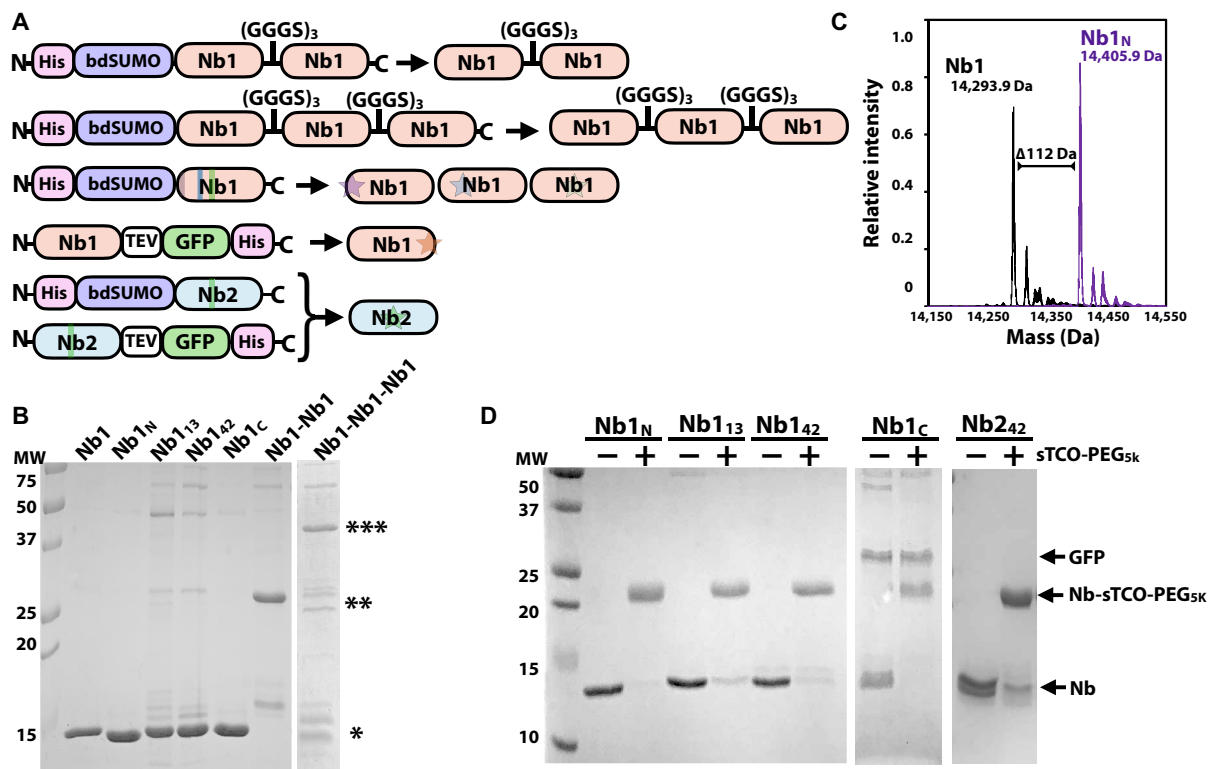 A
(GGGS)3
N His bdSUMO Nb1 Nb1 C Nb1 Nb1
(GGGS)3
(GGGS)3 (GGGS)3
N His bdSUMO Nb1 Nb1 Nb1 C Nb1 Nb1 Nb1
(GGGS)3 (GGGS)3
N His bdSUMO Nb1 C Nb1 Nb1 Nb1
N Nb1 TEV GFP His C Nb1
N His bdSUMO Nb2 C
Nb2
N Nb2 TEV GFP His C
B
MW Nb1 Nb1N Nb113 Nb142 Nb1C Nb1-Nb1 Nb1-Nb1-Nb1
75
50
37
25
20
15
***
**
*
C
Relative intensity
1.0
0.8
0.6
0.4
0.2
0
Nb1
14,293.9 Da
Nb1N
14,405.9 Da
Δ112 Da
14,150 14,250 14,350 14,450 14,550
Mass (Da)
D
Nb1N Nb113 Nb142 Nb1C Nb242
MW − + − + − + − + − + sTCO-PEG5k
50
37
25
20
15
10
GFP
Nb-sTCO-PEG5K
Nb